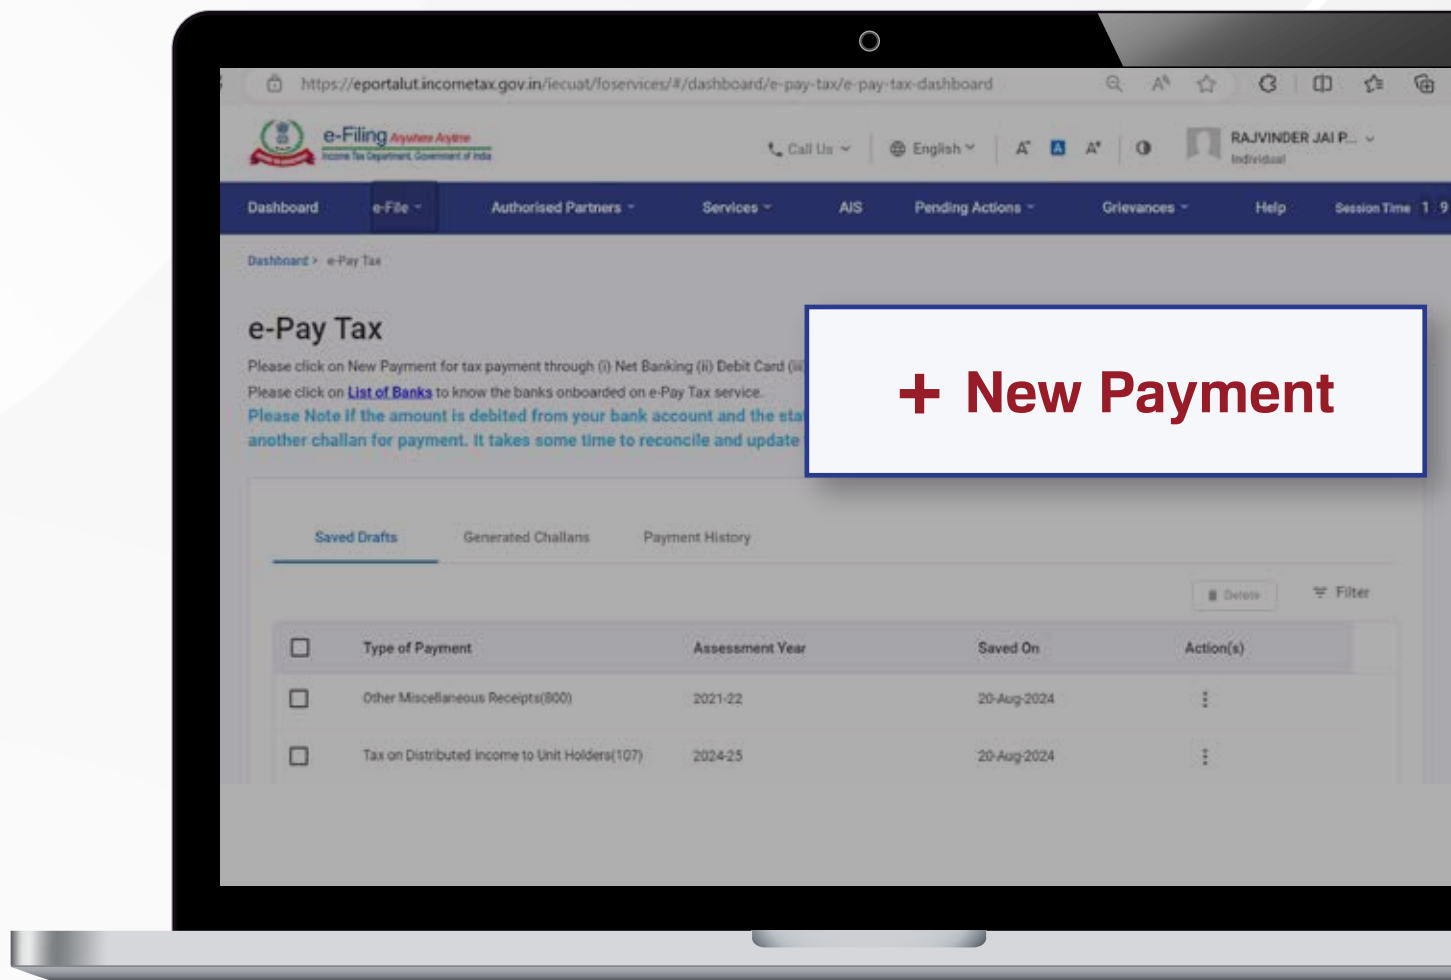 https://eportalut.incometax.gov.in/iecuat/foservices/#/dashboard/e-pay-tax/e-pay-tax-dashboard
e-Filing Anywhere Anytime
Income Tax Department, Government of India
Call Us
English
A- A A+
RAJVINDER JAI P...
Individual
Dashboard e-File Authorised Partners Services AIS Pending Actions Grievances Help Session Time 1 9
Dashboard > e-Pay Tax
e-Pay Tax
Please click on New Payment for tax payment through (i) Net Banking (ii) Debit Card
Please click on List of Banks to know the banks onboarded on e-Pay Tax service.
Please Note If the amount is debited from your bank account and the
another challan for payment. It takes some time to reconcile and update
+ New Payment
Saved Drafts Generated Challans Payment History
Delete Filter
Type of Payment Assessment Year Saved On Action(s)
Other Miscellaneous Receipts(800) 2021-22 20-Aug-2024
Tax on Distributed Income to Unit Holders(107) 2024-25 20-Aug-2024